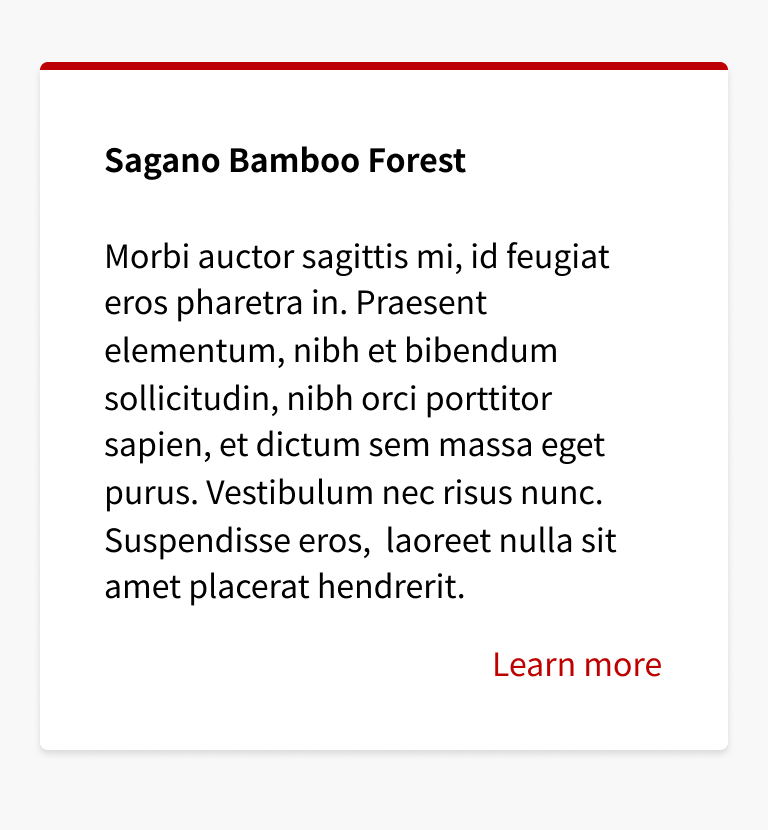 Sagano Bamboo Forest
Morbi auctor sagittis mi, id feugiat
eros pharetra in. Praesent
elementum, nibh et bibendum
sollicitudin, nibh orci porttitor
sapien, et dictum sem massa eget
purus. Vestibulum nec risus nunc.
Suspendisse eros,  laoreet nulla sit
amet placerat hendrerit.
Learn more